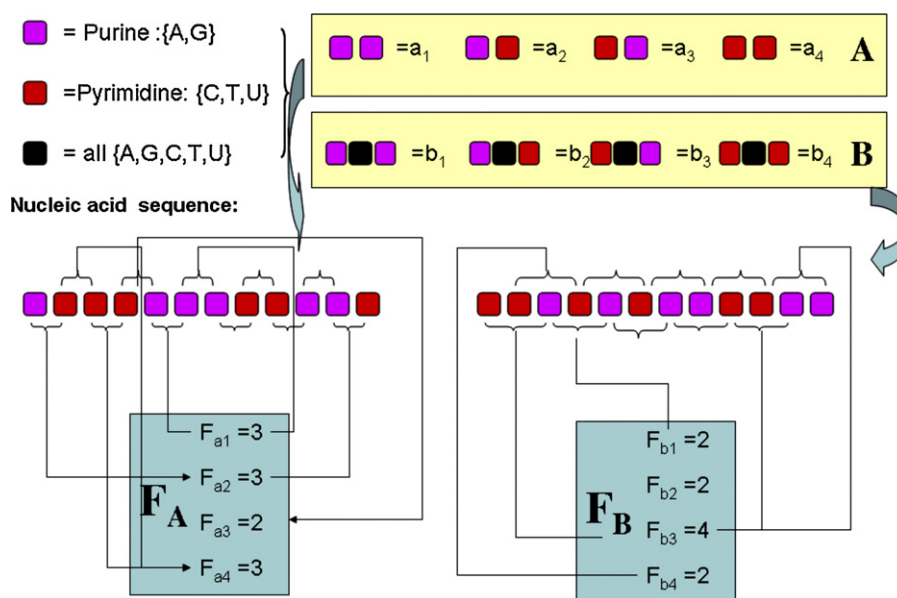 = Purine :{A,G}
=Pyrimidine: {C,T,U}
= all {A,G,C,T,U}
=a1 =a2 =a3 =a4 A
=b1 =b2 =b3 =b4 B
Nucleic acid sequence:
Fa1 =3
Fa2 =3
FA
Fa3 =2
Fa4 =3
Fb1 =2
Fb2 =2
FB
Fb3 =4
Fb4 =2